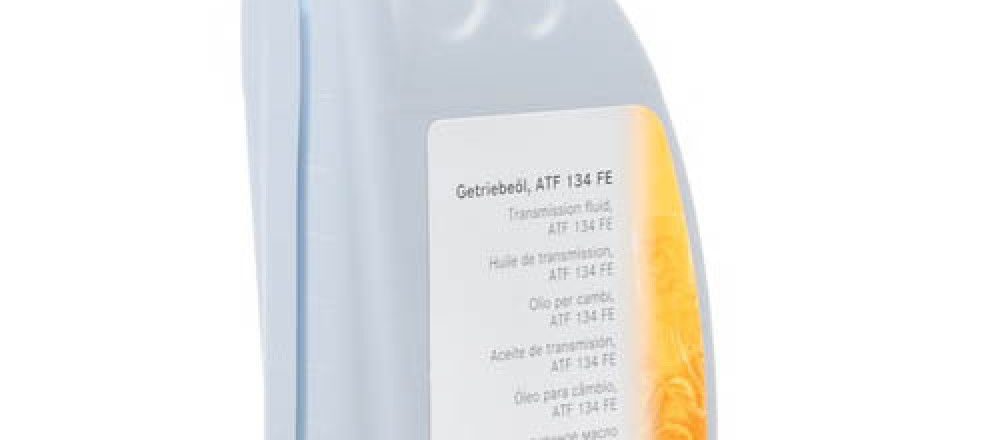 Getriebeöl, ATF 134 FE
Transmission fluid,
ATF 134 FE
Huile de transmission,
ATF 134 FE
Olio per cambi,
ATF 134 FE
Aceite de transmisión,
ATF 134 FE
Óleo para câmbio,
ATF 134 FE
масло